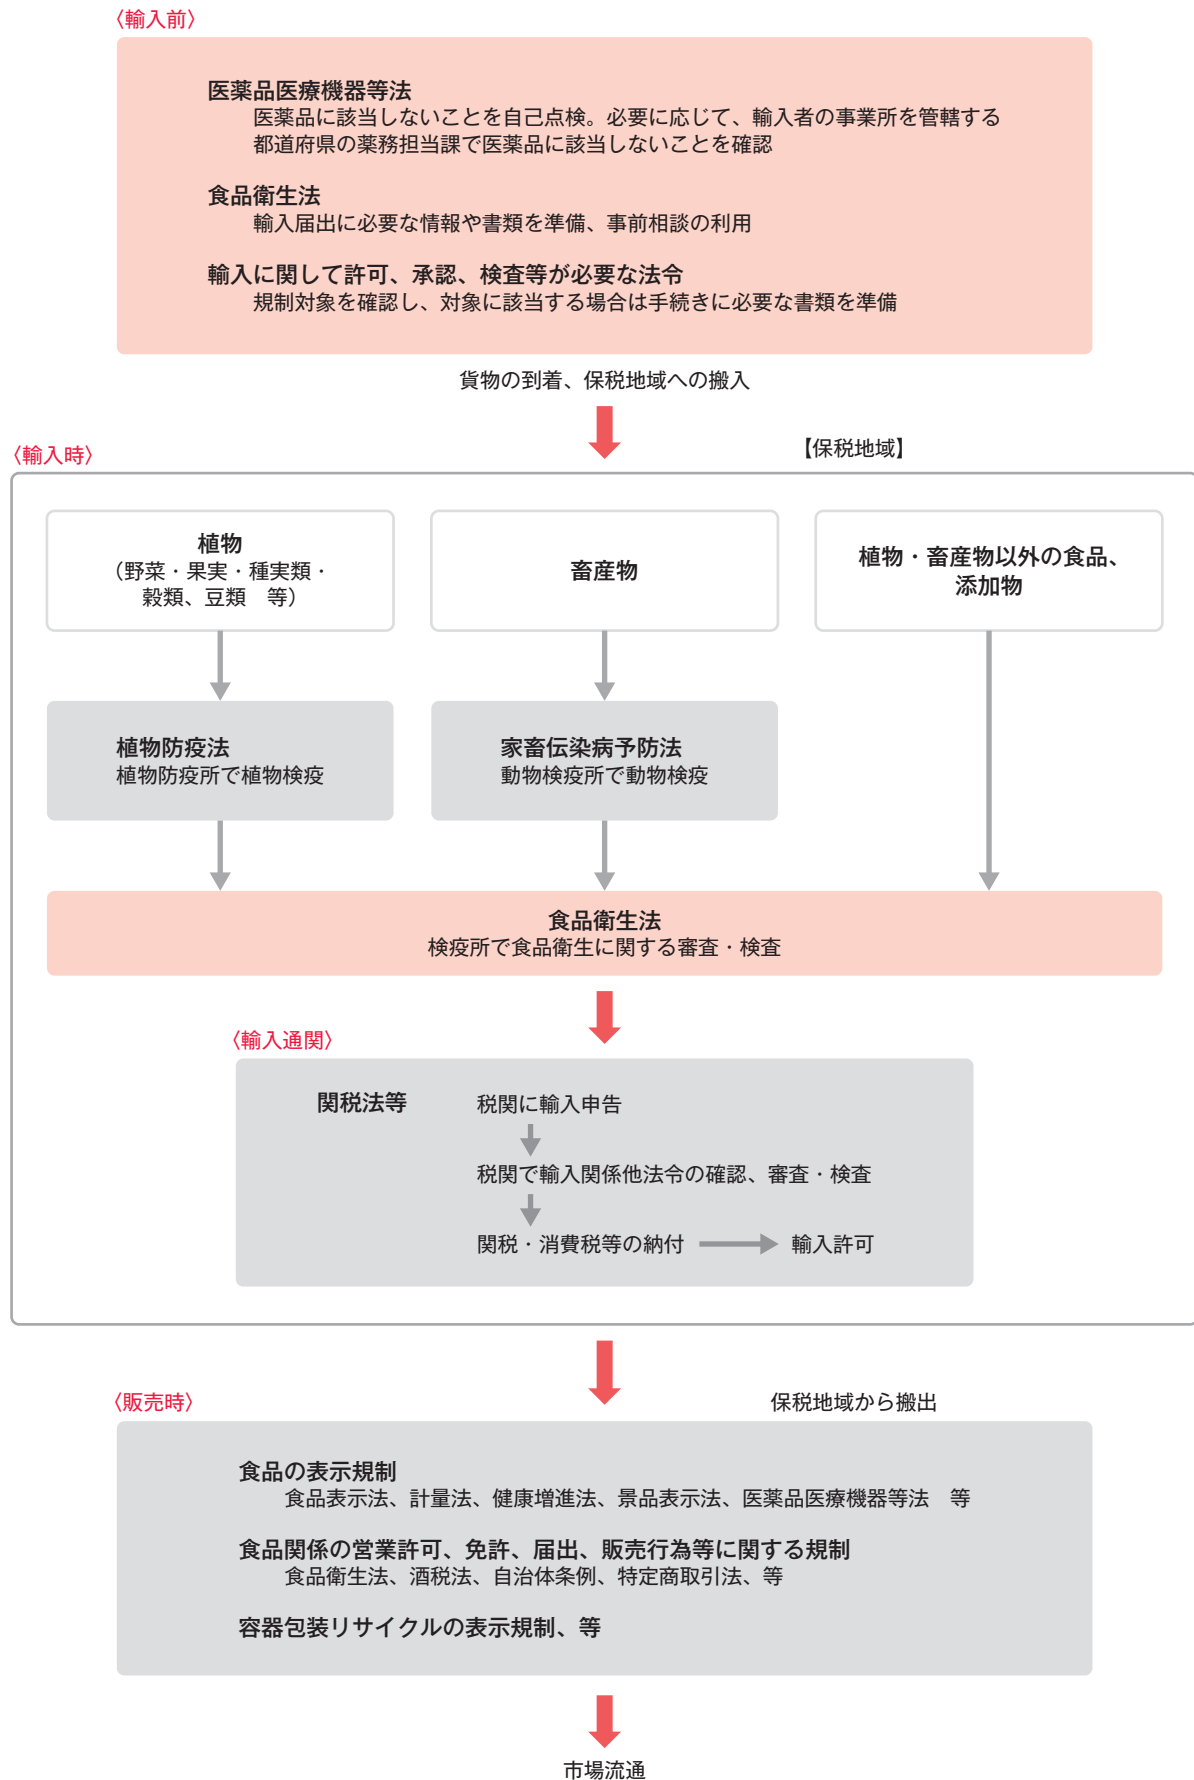 〈輸入前〉
医薬品医療機器等法
医薬品に該当しないことを自己点検。必要に応じて、輸入者の事業所を管轄する
都道府県の薬務担当課で医薬品に該当しないことを確認
食品衛生法
輸入届出に必要な情報や書類を準備、事前相談の利用
輸入に関して許可、承認、検査等が必要な法令
規制対象を確認し、対象に該当する場合は手続きに必要な書類を準備
貨物の到着、保税地域への搬入
〈輸入時〉
【保税地域】
植物
（野菜・果実・種実類・
穀類、豆類　等）
畜産物
植物・畜産物以外の食品、
添加物
植物防疫法
植物防疫所で植物検疫
家畜伝染病予防法
動物検疫所で動物検疫
食品衛生法
検疫所で食品衛生に関する審査・検査
〈輸入通関〉
関税法等
税関に輸入申告
税関で輸入関係他法令の確認、審査・検査
関税・消費税等の納付
輸入許可
〈販売時〉
保税地域から搬出
食品の表示規制
食品表示法、計量法、健康増進法、景品表示法、医薬品医療機器等法　等
食品関係の営業許可、免許、届出、販売行為等に関する規制
食品衛生法、酒税法、自治体条例、特定商取引法、等
容器包装リサイクルの表示規制、等
市場流通